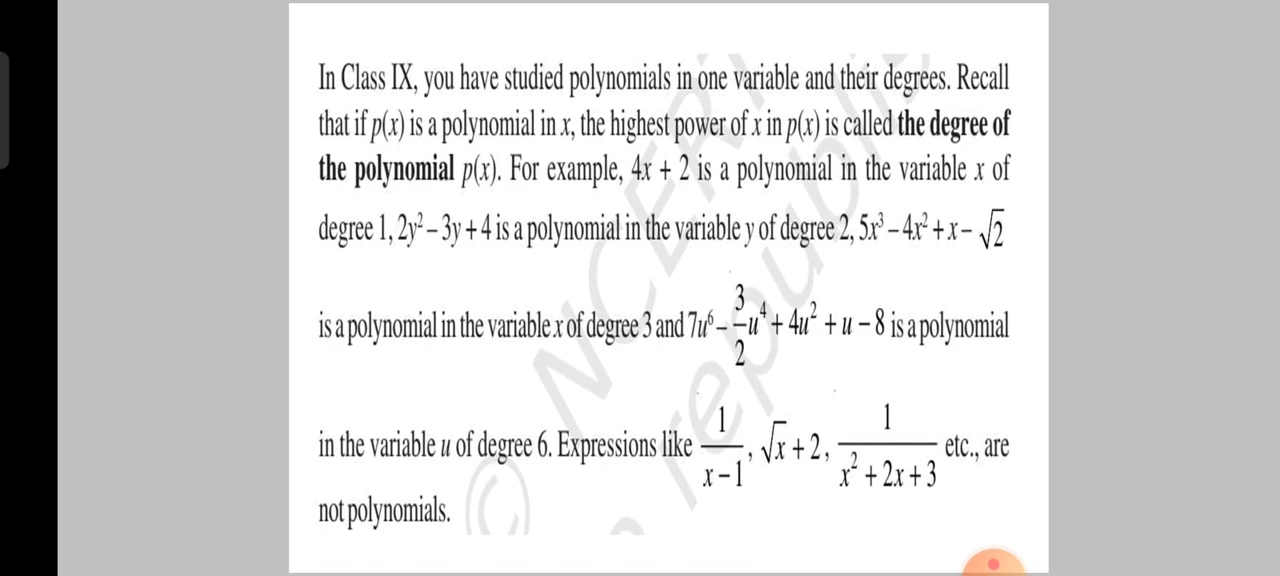 In Class IX, you have studied polynomials in one variable and their degrees. Recall
that if p(x) is a polynomial in x, the highest power of x in p(x) is called the degree of
the polynomial p(x). For example, 4x + 2 is a polynomial in the variable x of
degree 1, 2y² – 3y + 4 is a polynomial in the variable y of degree 2, 5x³ – 4x² + x – √2
is a polynomial in the variable x of degree 3 and 7u⁶ – 3/2 u⁴ + 4u² + u – 8 is a polynomial
in the variable u of degree 6. Expressions like 1/(x – 1), √x + 2, 1/(x² + 2x + 3) etc., are
not polynomials.
© NCERT
republis